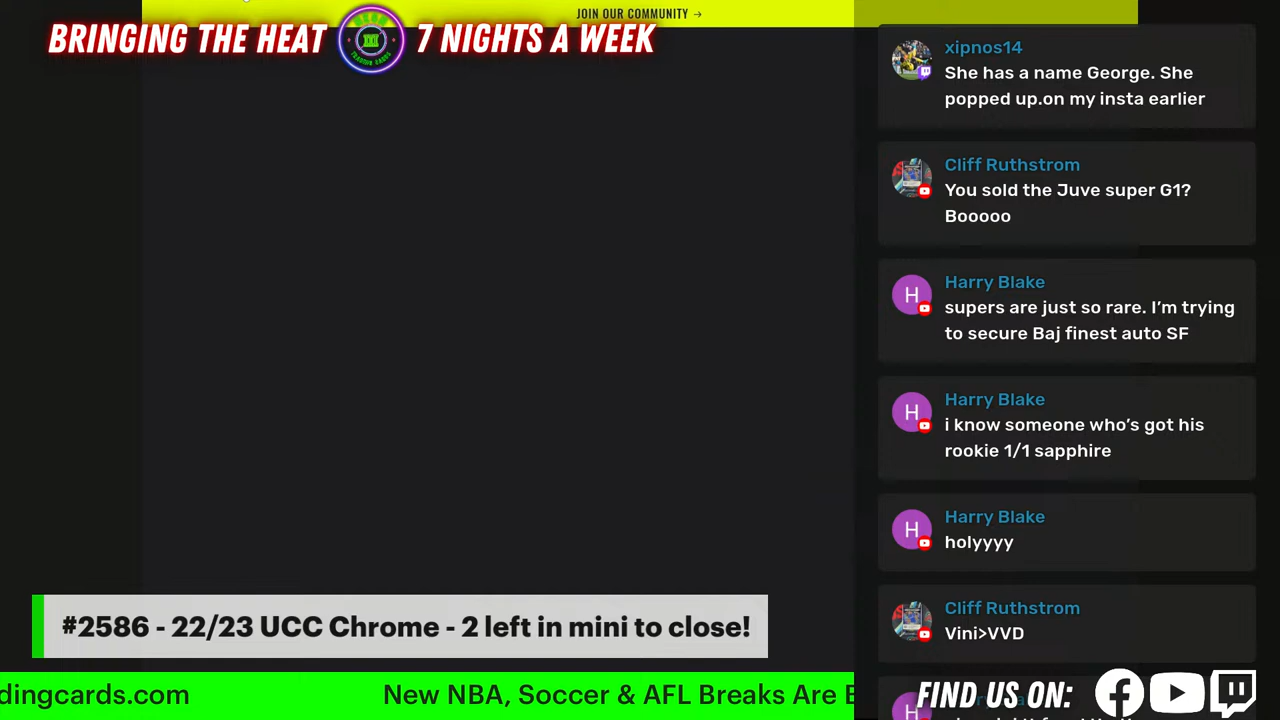 JOIN OUR COMMUNITY →
BRINGING THE HEAT
7 NIGHTS A WEEK
TRADING CARDS
xipnos14
She has a name George. She
popped up.on my insta earlier
Cliff Ruthstrom
You sold the Juve super G1?
Booooo
H
Harry Blake
supers are just so rare. I’m trying
to secure Baj finest auto SF
H
Harry Blake
i know someone who’s got his
rookie 1/1 sapphire
H
Harry Blake
holyyyy
Cliff Ruthstrom
Vini>VVD
#2586 - 22/23 UCC Chrome - 2 left in mini to close!
dingcards.com
New NBA, Soccer & AFL Breaks Are
FIND US ON: